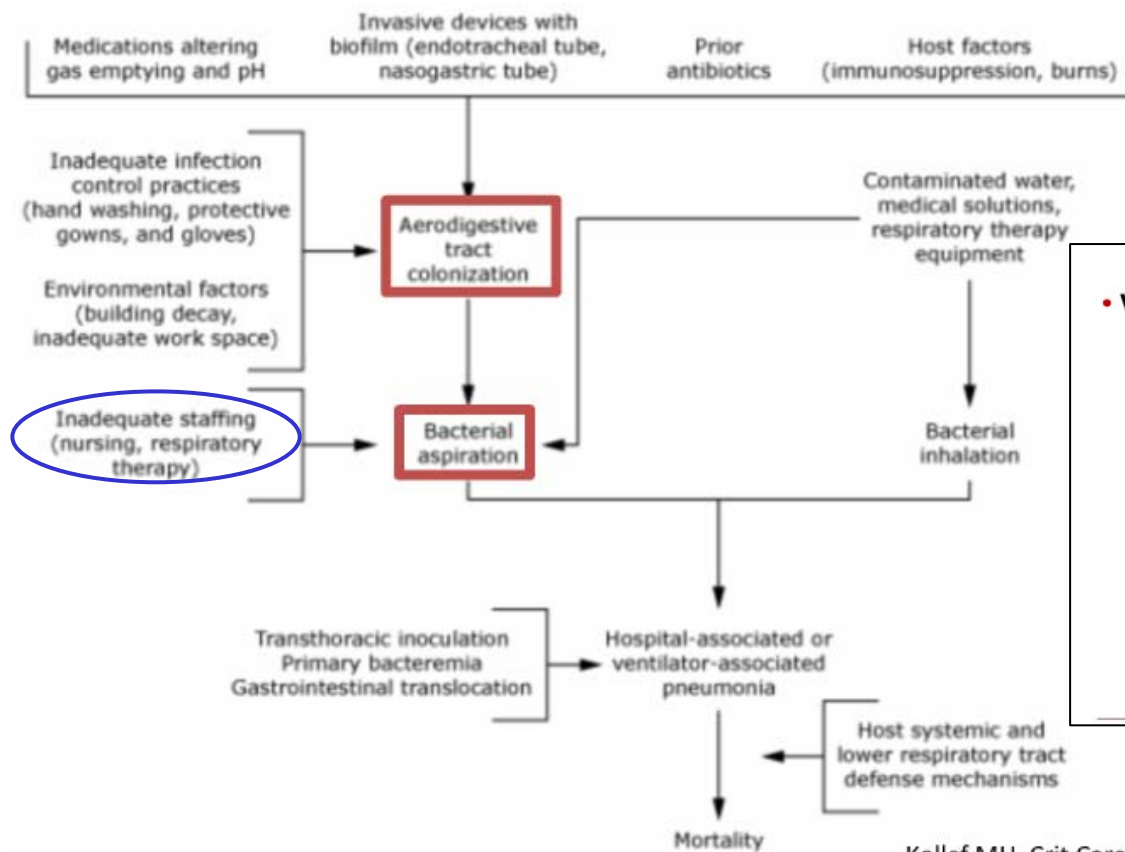 Medications altering
gas emptying and pH
Invasive devices with
biofilm (endotracheal tube,
nasogastric tube)
Prior
antibiotics
Host factors
(immunosuppression, burns)
Inadequate infection
control practices
(hand washing, protective
gowns, and gloves)
Environmental factors
(building decay,
inadequate work space)
Aerodigestive
tract
colonization
Contaminated water,
medical solutions,
respiratory therapy
equipment
Inadequate staffing
(nursing, respiratory
therapy)
Bacterial
aspiration
Bacterial
inhalation
Transthoracic inoculation
Primary bacteremia
Gastrointestinal translocation
Hospital-associated or
ventilator-associated
pneumonia
Host systemic and
lower respiratory tract
defense mechanisms
Mortality